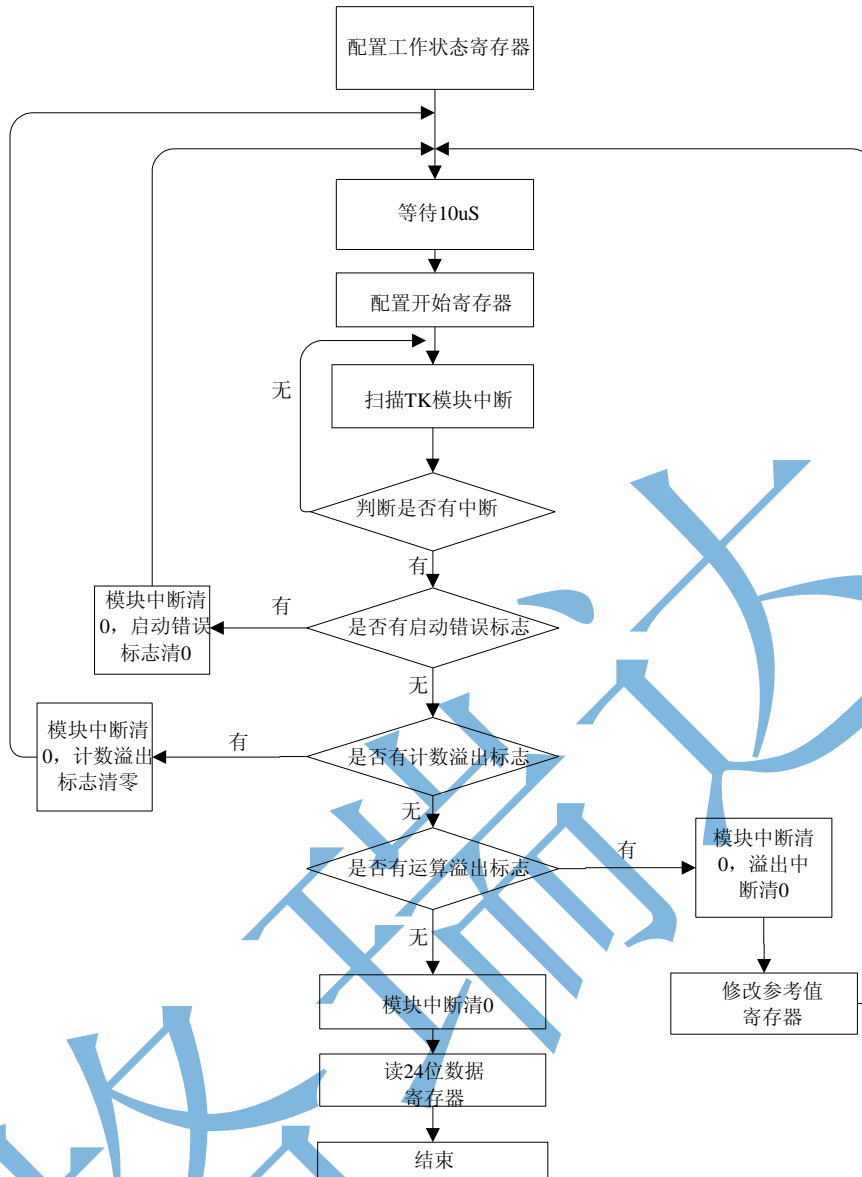 配置工作状态寄存器
等待10uS
配置开始寄存器
无
扫描TK模块中断
判断是否有中断
有
模块中断清
0，启动错误
标志清0
有
是否有启动错误标志
无
模块中断清
0，计数溢出
标志清零
有
是否有计数溢出标志
无
是否有运算溢出标志
有
模块中断清
0，溢出中
断清0
无
模块中断清0
修改参考值
寄存器
读24位数据
寄存器
结束